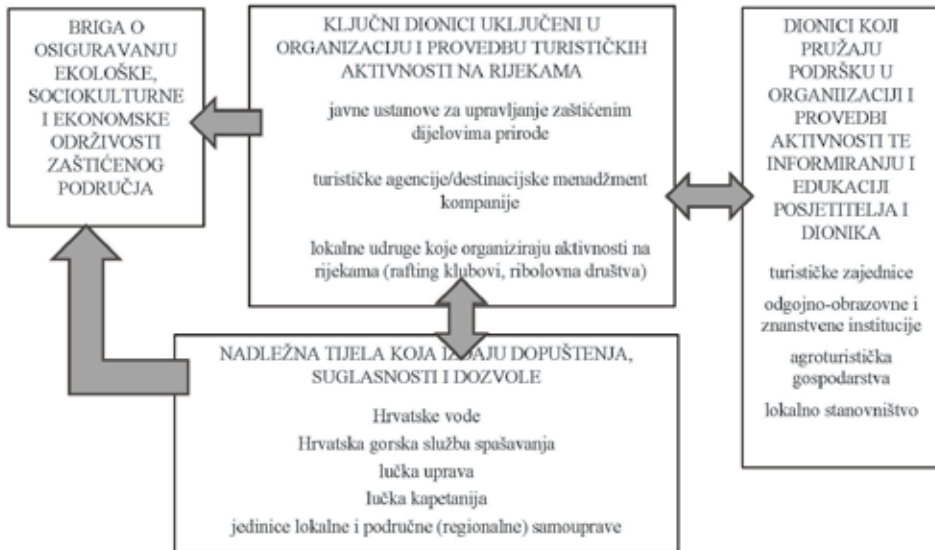 BRIGA O
OSIGURAVANJU
EKOLOŠKE,
SOCIOKULTURNE
I EKONOMSKE
ODRŽIVOSTI
ZAŠTIĆENOG
PODRUČJA
KLJUČNI DIONICI UKLJUČENI U
ORGANIZACIJU I PROVEDBU TURISTIČKIH
AKTIVNOSTI NA RIJEKAMA
javne ustanove za upravljanje zaštićenim
dijelovima prirode
turističke agencije/destinacijske menadžment
kompanije
lokalne udruge koje organiziraju aktivnosti na
rijekama (rafting klubovi, ribolovna društva)
DIONICI KOJI
PRUŽAJU
PODRŠKU U
ORGANIIZACIJI I
PROVEDBI
AKTIVNOSTI TE
INFORMIRANJU I
EDUKACIJI
POSJETITELJA I
DIONIKA
turističke zajednice
odgojno-obrazovne i
znanstvene institucije
agroturistička
gospodarstva
lokalno stanovništvo
NADLEŽNA TIJELA KOJA IZDAJU DOPUŠTENJA,
SUGLASNOSTI I DOZVOLE
Hrvatske vode
Hrvatska gorska služba spašavanja
lučka uprava
lučka kapetanija
jedinice lokalne i područne (regionalne) samouprave